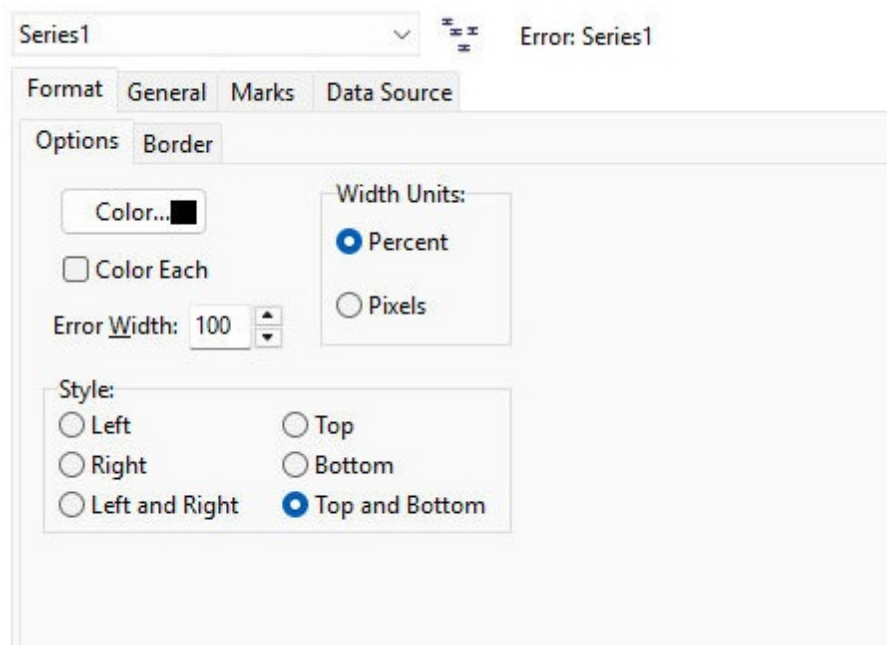 Series1 Error: Series1
Format General Marks Data Source
Options Border
Color...
Color Each
Error Width: 100
Width Units:
Percent
Pixels
Style:
Left Top
Right Bottom
Left and Right Top and Bottom